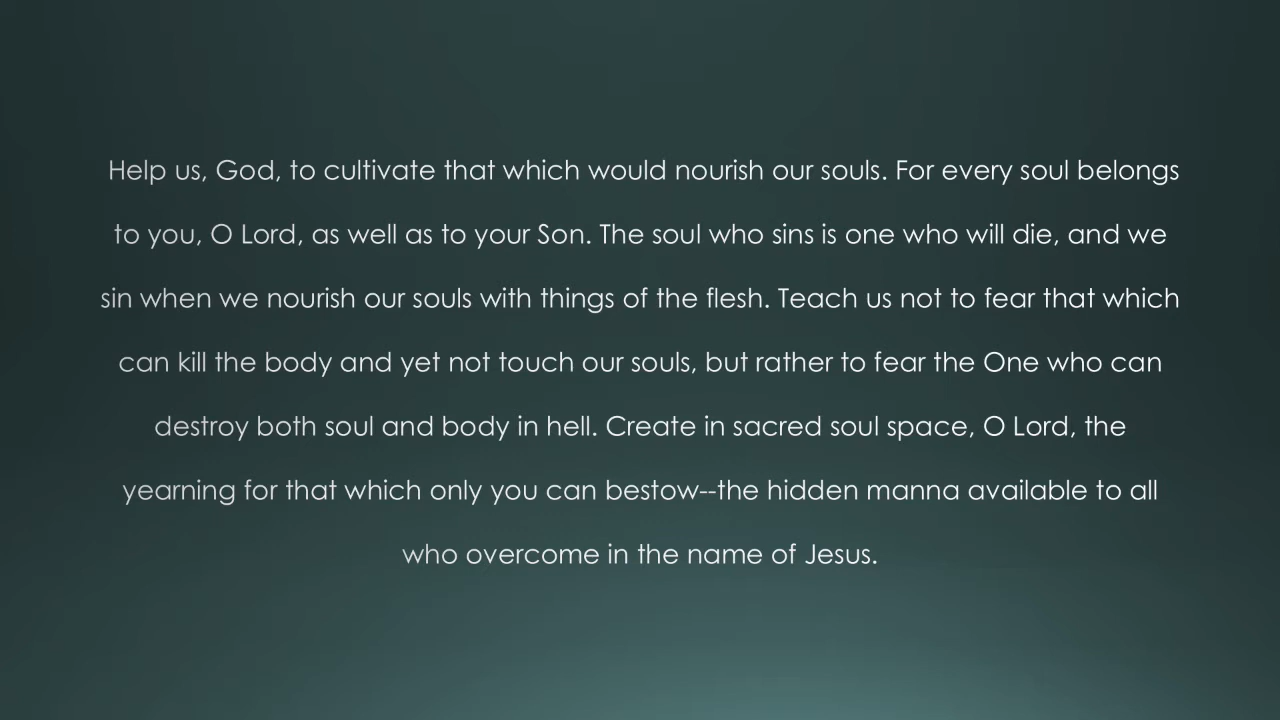 Help us, God, to cultivate that which would nourish our souls. For every soul belongs
to you, O Lord, as well as to your Son. The soul who sins is one who will die, and we
sin when we nourish our souls with things of the flesh. Teach us not to fear that which
can kill the body and yet not touch our souls, but rather to fear the One who can
destroy both soul and body in hell. Create in sacred soul space, O Lord, the
yearning for that which only you can bestow--the hidden manna available to all
who overcome in the name of Jesus.